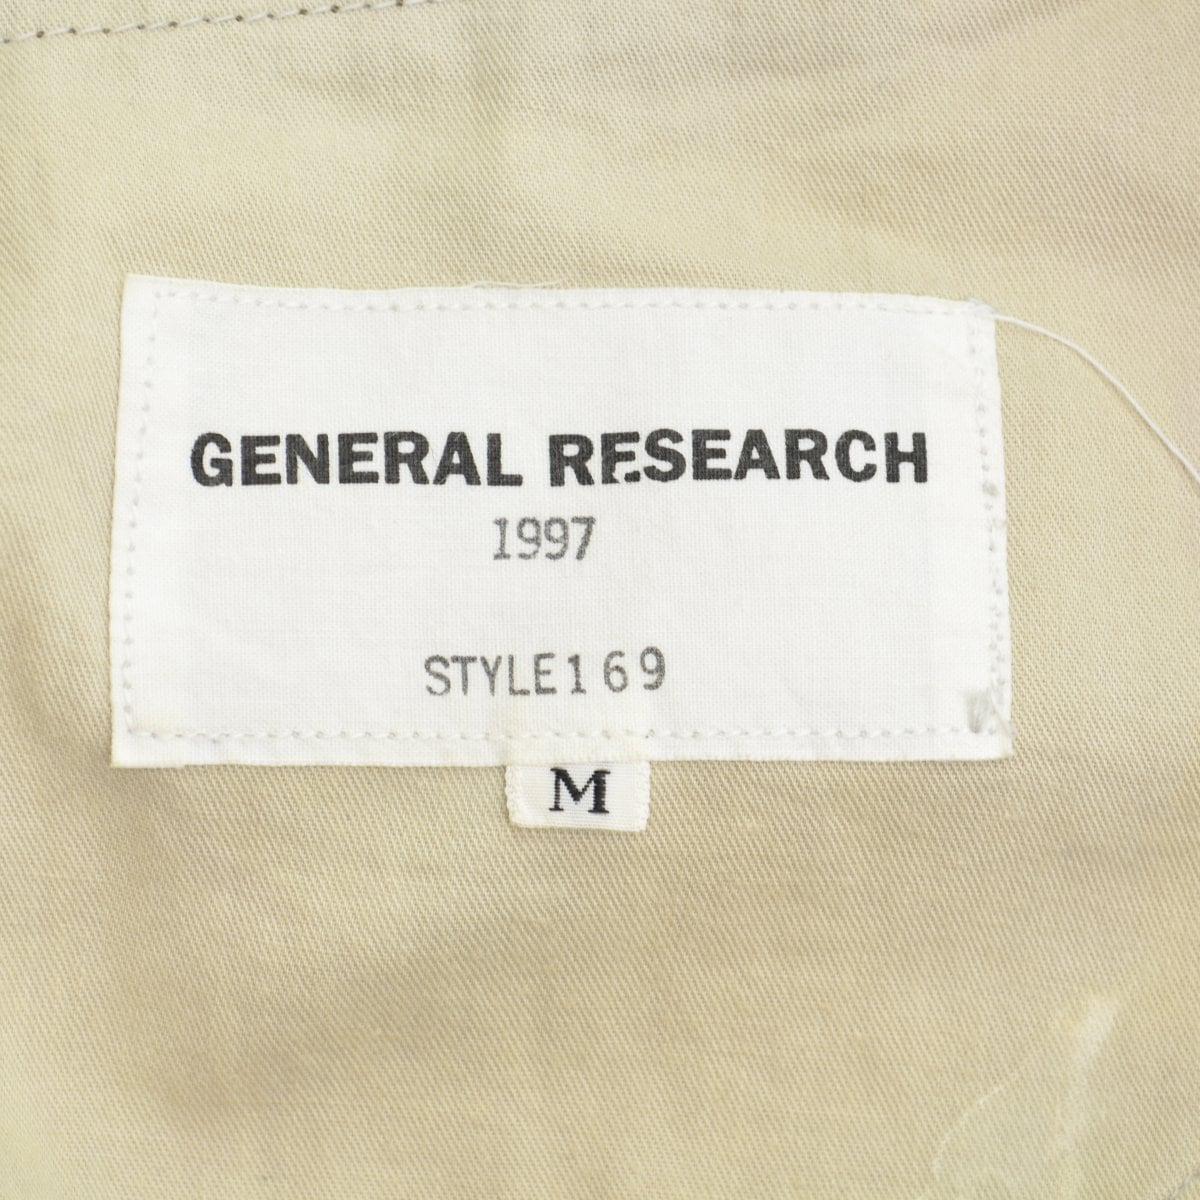 GENERAL RESEARCH
1997
STYLE169
M